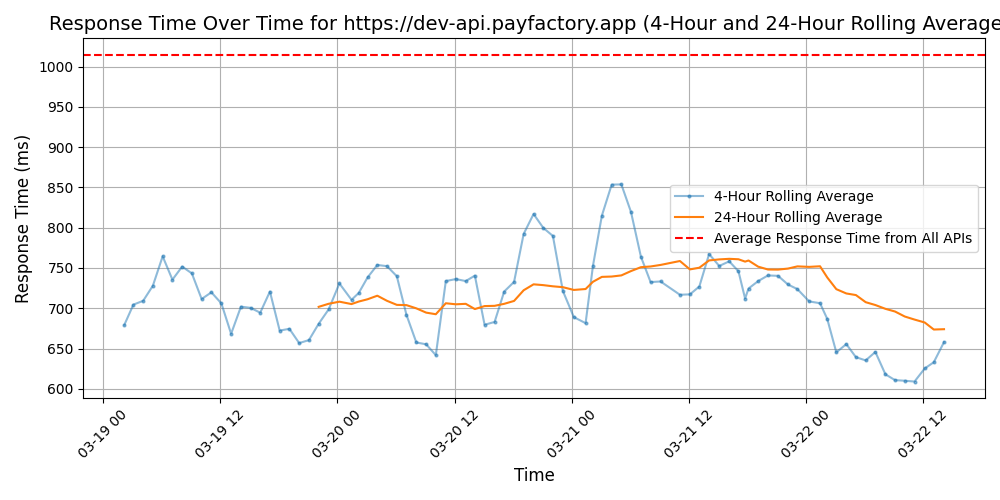 Response Time Over Time for https://dev-api.payfactory.app (4-Hour and 24-Hour Rolling Average
1000
950
900
850
800
750
700
650
600
Response Time (ms)
4-Hour Rolling Average
24-Hour Rolling Average
Average Response Time from All APIs
03-19 00
03-19 12
03-20 00
03-20 12
03-21 00
03-21 12
03-22 00
03-22 12
Time